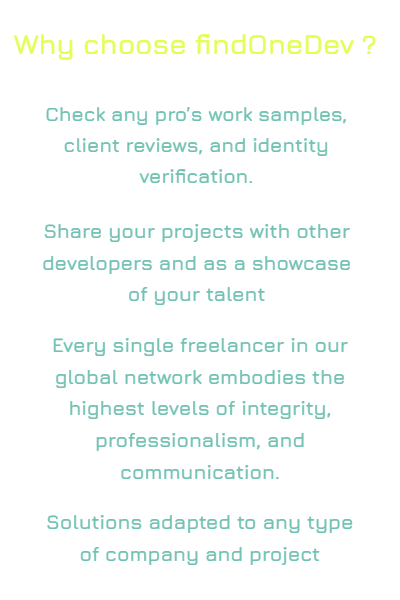 Why choose findOneDev ?
Check any pro's work samples,
client reviews, and identity
verification.
Share your projects with other
developers and as a showcase
of your talent
Every single freelancer in our
global network embodies the
highest levels of integrity,
professionalism, and
communication.
Solutions adapted to any type
of company and project